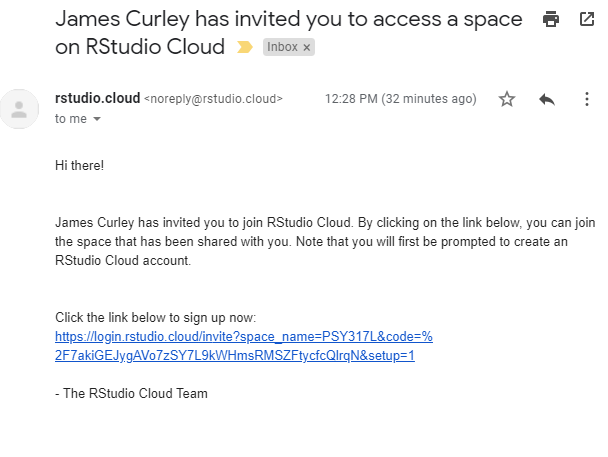 James Curley has invited you to access a space
on RStudio Cloud Inbox ×
rstudio.cloud <noreply@rstudio.cloud> 12:28 PM (32 minutes ago)
to me
Hi there!
James Curley has invited you to join RStudio Cloud. By clicking on the link below, you can join
the space that has been shared with you. Note that you will first be prompted to create an
RStudio Cloud account.
Click the link below to sign up now:
https://login.rstudio.cloud/invite?space_name=PSY317L&code=%
2F7akiGEJygAVo7zSY7L9kWHmsRMSZFtycfcQlrqN&setup=1
- The RStudio Cloud Team